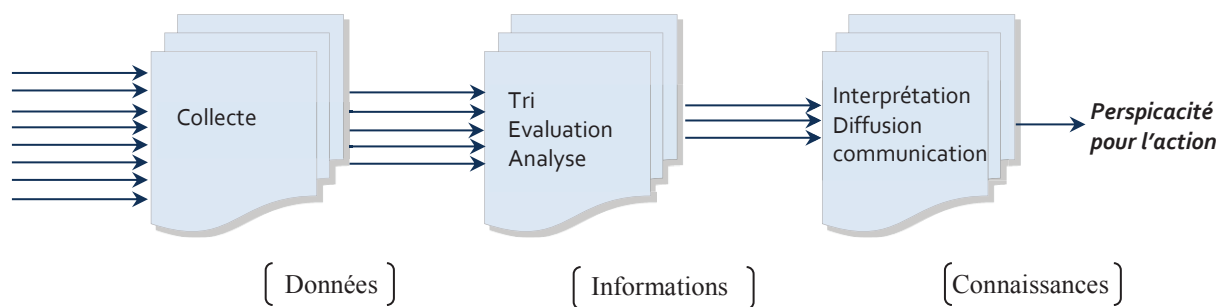 Collecte
Tri
Evaluation
Analyse
Interprétation
Diffusion
communication
Perspicacité
pour l’action
Données
Informations
Connaissances